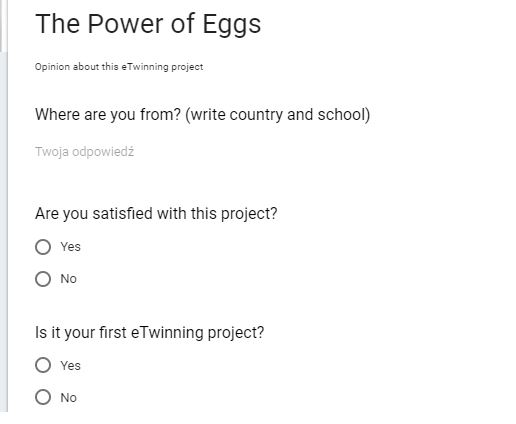 The Power of Eggs
Opinion about this eTwinning project
Where are you from? (write country and school)
Twoja odpowiedź
Are you satisfied with this project?
Yes
No
Is it your first eTwinning project?
Yes
No